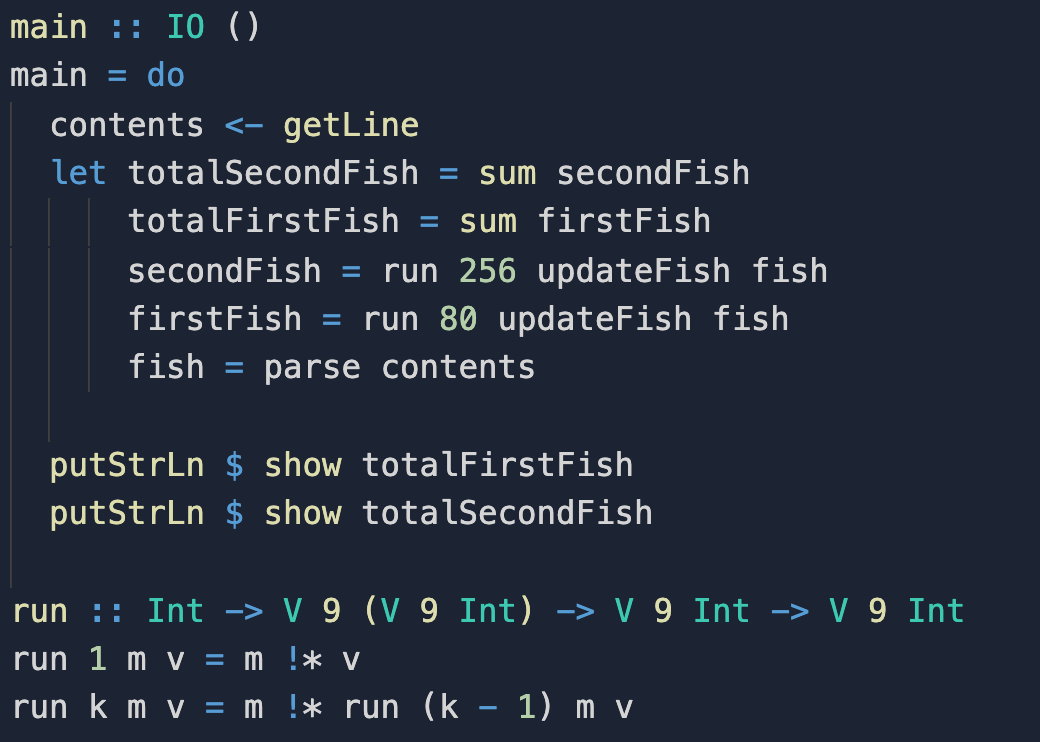 main :: IO ()
main = do
  contents <- getLine
  let totalSecondFish = sum secondFish
      totalFirstFish = sum firstFish
      secondFish = run 256 updateFish fish
      firstFish = run 80 updateFish fish
      fish = parse contents
  putStrLn $ show totalFirstFish
  putStrLn $ show totalSecondFish
run :: Int -> V 9 (V 9 Int) -> V 9 Int -> V 9 Int
run 1 m v = m !* v
run k m v = m !* run (k - 1) m v